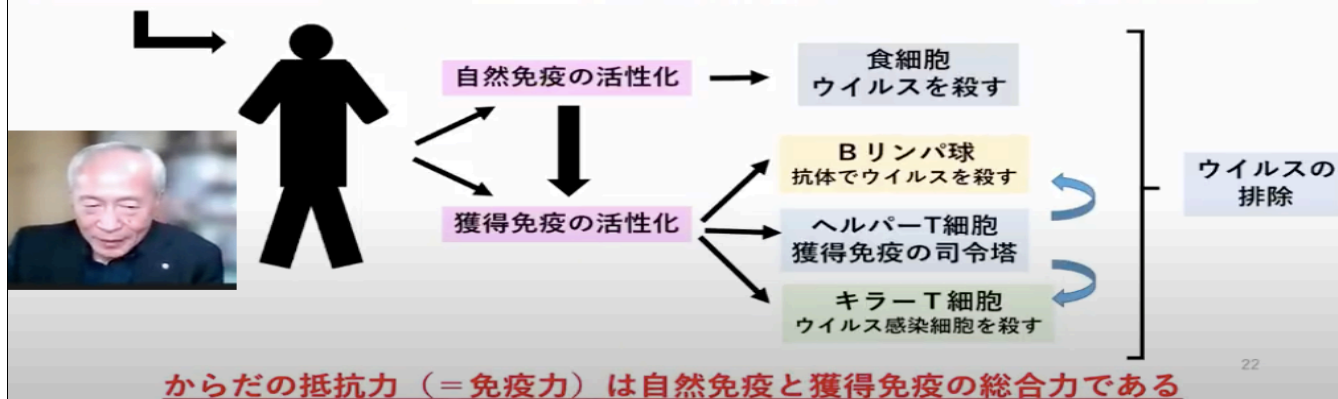 自然免疫の活性化
食細胞
ウイルスを殺す
Bリンパ球
抗体でウイルスを殺す
獲得免疫の活性化
ヘルパーT細胞
獲得免疫の司令塔
キラーT細胞
ウイルス感染細胞を殺す
ウイルスの
排除
22
からだの抵抗力（＝免疫力）は自然免疫と獲得免疫の総合力である